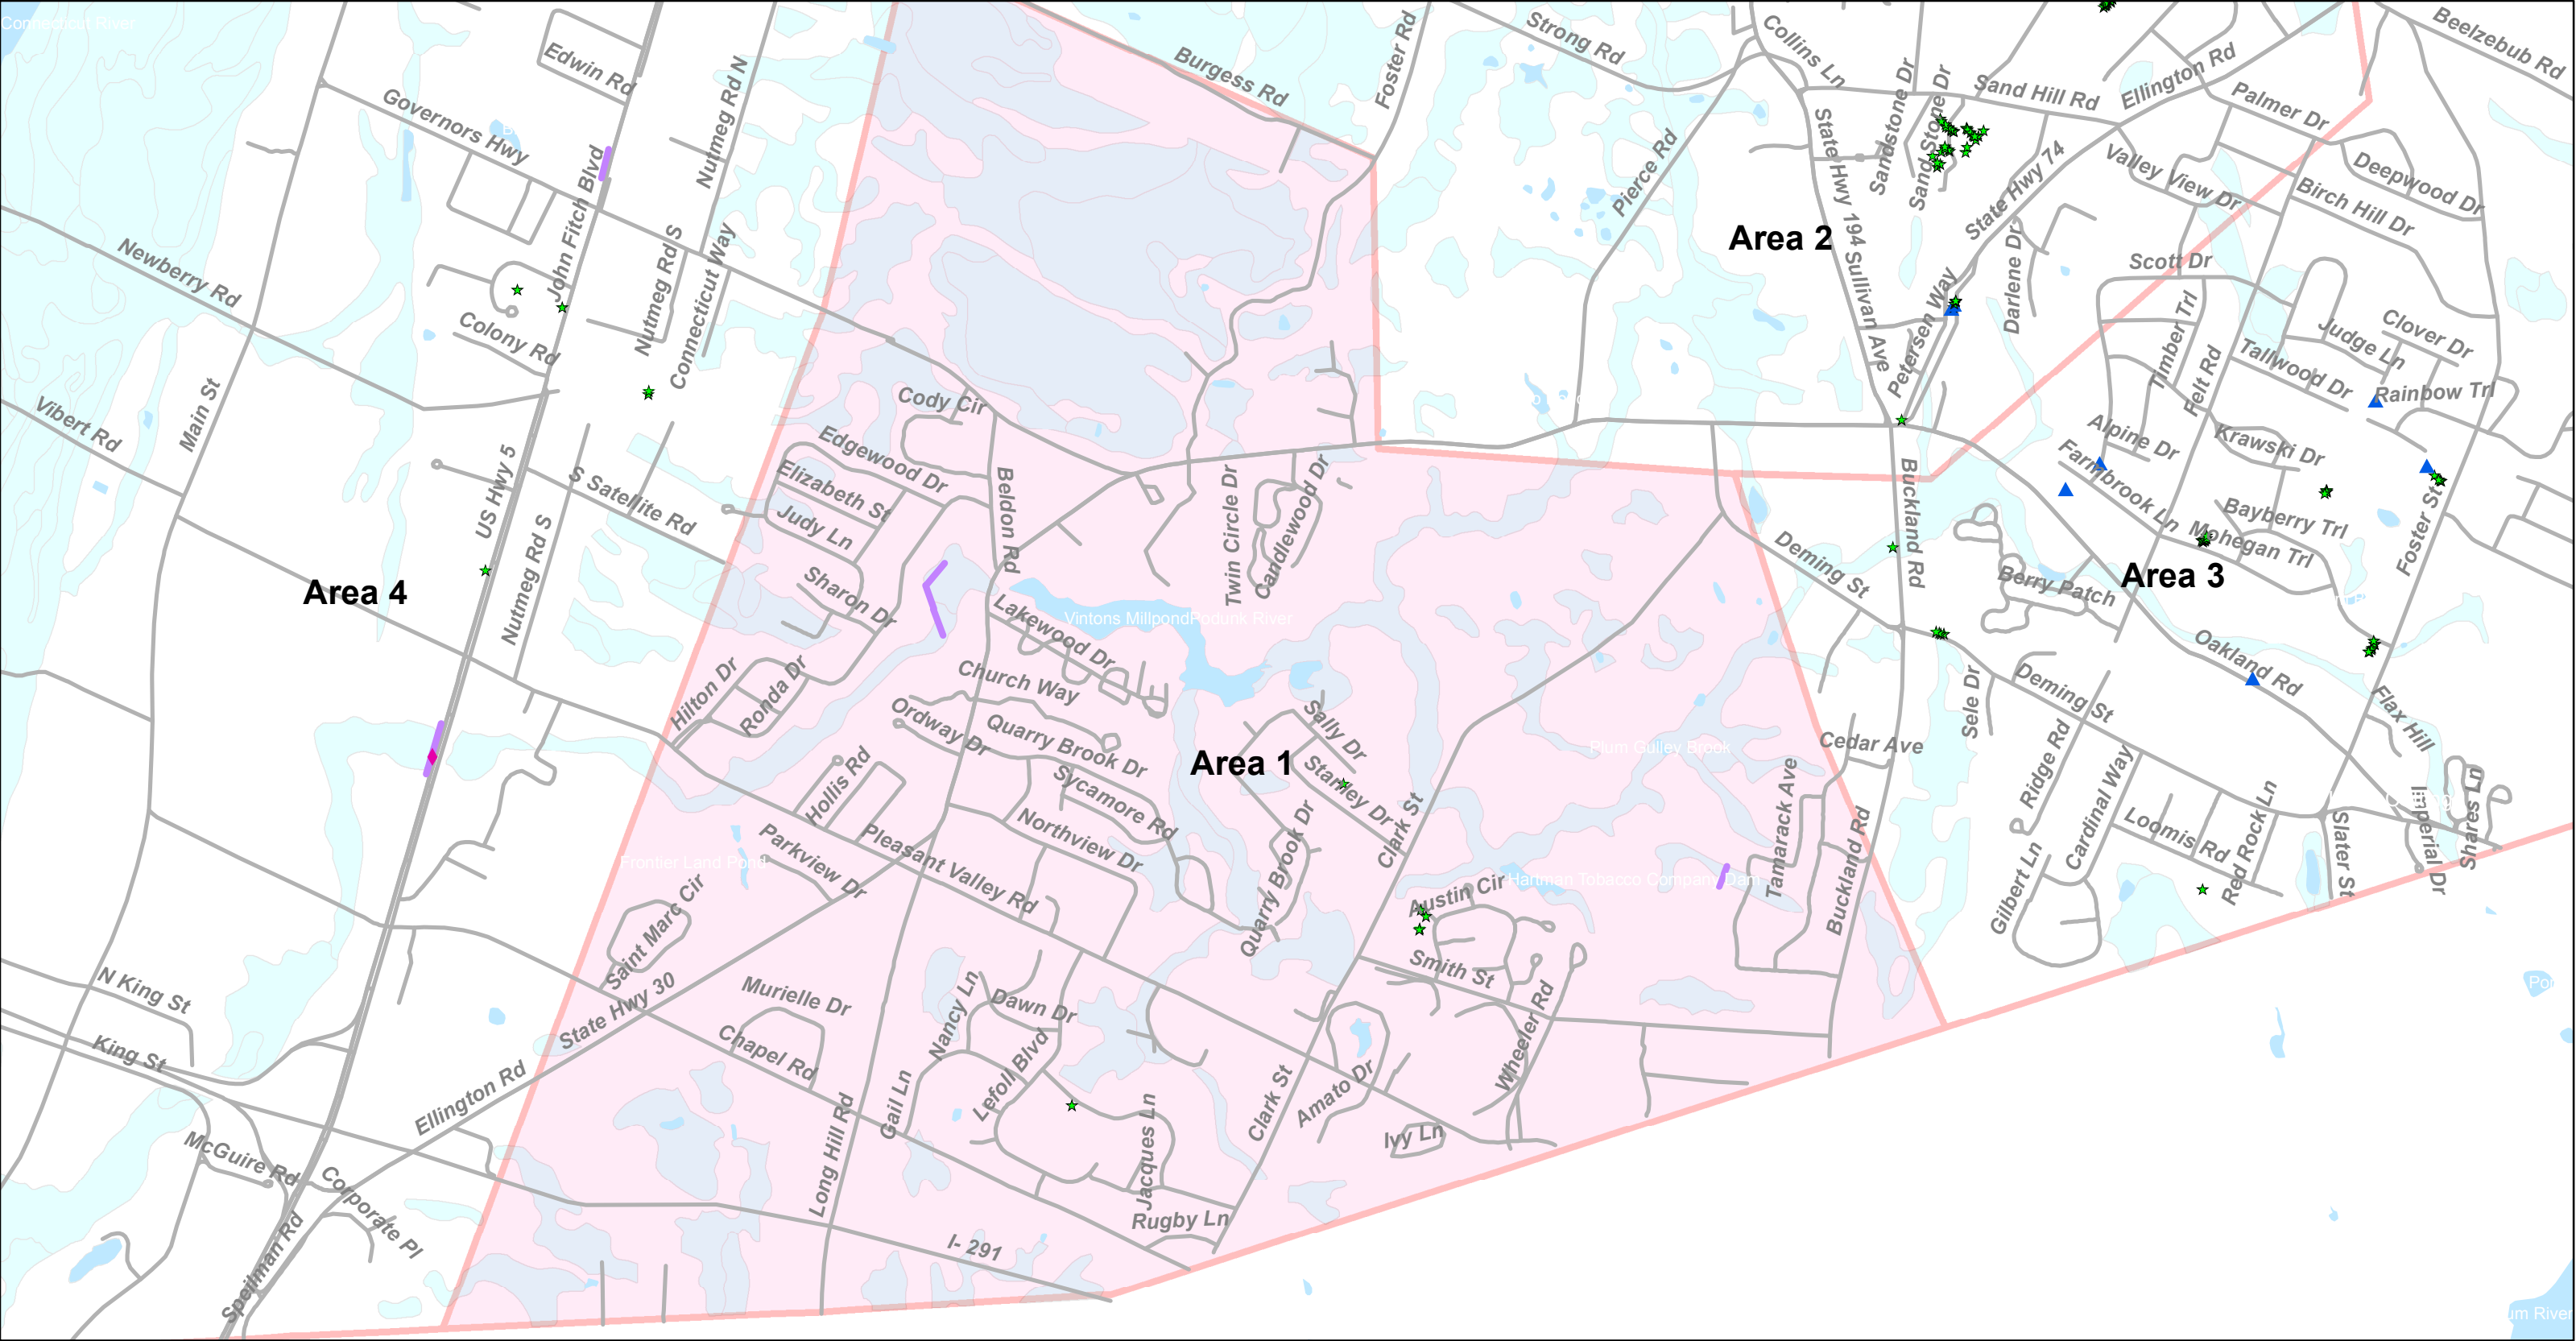 Connecticut River
Edwin Rd
Governors Hwy
John Fitch Blvd
Nutmeg Rd N
Nutmeg Rd S
Connecticut Way
Newberry Rd
Colony Rd
Main St
Vibert Rd
US Hwy 5
S Satellite Rd
Nutmeg Rd S
Area 4
N King St
King St
McGuire Rd
Corporate Pl
Speilman Rd
Ellington Rd
State Hwy 30
Burgess Rd
Foster Rd
Strong Rd
Collins Ln
Pierce Rd
Area 2
State Hwy 194 Sullivan Ave
Sandstone Dr
Sand Stone Dr
Sand Hill Rd
Ellington Rd
Beelzebub Rd
Palmer Dr
State Hwy 74
Valley View Dr
Deepwood Dr
Birch Hill Dr
Petersen Way
Darlene Dr
Scott Dr
Timber Trl
Felt Rd
Judge Ln
Clover Dr
Tallwood Dr
Rainbow Trl
Alpine Dr
Krawski Dr
Farmbrook Ln
Bayberry Trl
Mohegan Trl
Foster St
Area 3
Berry Patch
Buckland Rd
Deming St
Oakland Rd
Flax Hill
Sele Dr
Deming St
Ridge Rd
Cardinal Way
Gilbert Ln
Loomis Rd
Red Rock Ln
Slater St
Imperial Dr
Shares Ln
Cedar Ave
Tamarack Ave
Buckland Rd
Cody Cir
Edgewood Dr
Elizabeth St
Judy Ln
Sharon Dr
Beldon Rd
Twin Circle Dr
Candlewood Dr
Vintons MillpondPodunk River
Lakewood Dr
Church Way
Hilton Dr
Ronda Dr
Ordway Dr
Quarry Brook Dr
Hollis Rd
Sycamore Rd
Area 1
Sally Dr
Stanley Dr
Clark St
Plum Gulley Brook
Northview Dr
Parkview Dr
Pleasant Valley Rd
Frontier Land Pond
Quarry Brook Dr
Austin Cir
Hartman Tobacco Company Dam
Smith St
Wheeler Rd
Saint Marc Cir
Murielle Dr
Chapel Rd
Nancy Ln
Dawn Dr
Lefoll Blvd
Gail Ln
Long Hill Rd
Jacques Ln
Clark St
Amato Dr
Ivy Ln
Rugby Ln
I- 291
um River